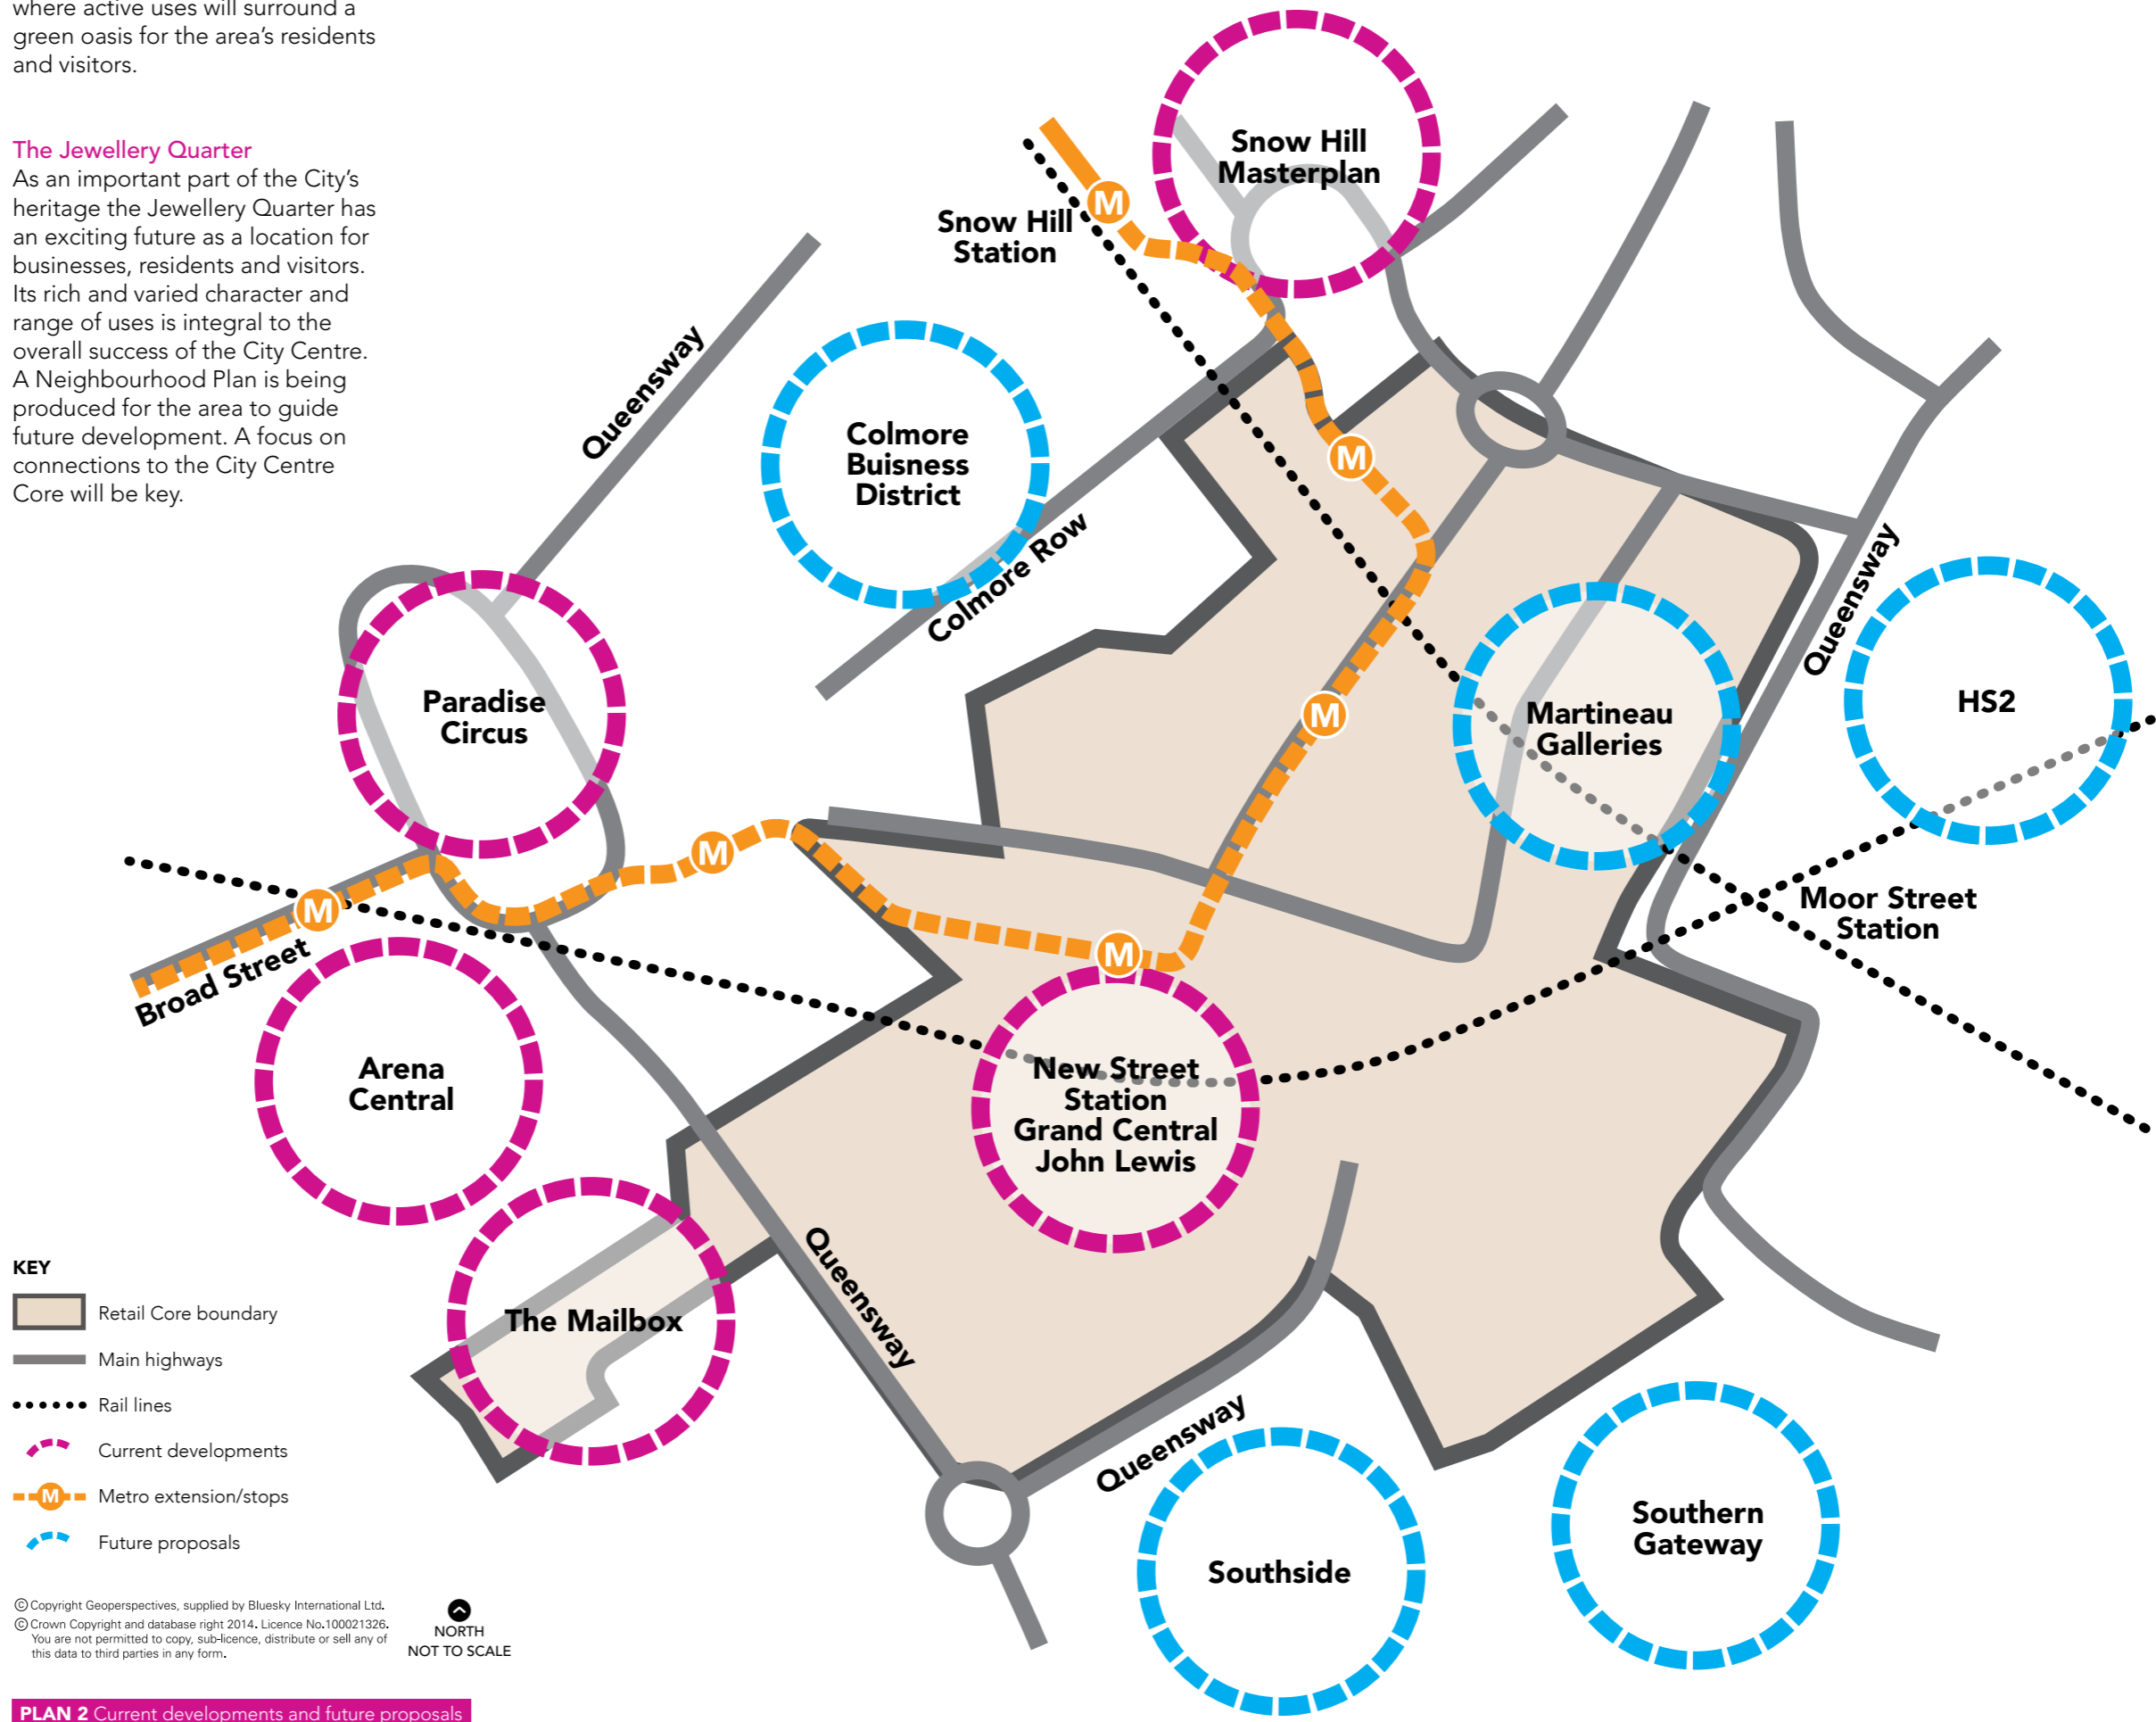 where active uses will surround a
green oasis for the area’s residents
and visitors.
The Jewellery Quarter
As an important part of the City’s
heritage the Jewellery Quarter has
an exciting future as a location for
businesses, residents and visitors.
Its rich and varied character and
range of uses is integral to the
overall success of the City Centre.
A Neighbourhood Plan is being
produced for the area to guide
future development. A focus on
connections to the City Centre
Core will be key.
Snow Hill
Masterplan
M
Snow Hill
Station
Queensway
Colmore
Buisness
District
M
Colmore Row
Queensway
Paradise
Circus
M
Martineau
Galleries
HS2
M
M
Moor Street
Station
M
Broad Street
Arena
Central
New Street
Station
Grand Central
John Lewis
Queensway
The Mailbox
Queensway
Southside
Southern
Gateway
KEY
Retail Core boundary
Main highways
Rail lines
Current developments
M
Metro extension/stops
Future proposals
© Copyright Geoperspectives, supplied by Bluesky International Ltd.
© Crown Copyright and database right 2014. Licence No.100021326.
You are not permitted to copy, sub-licence, distribute or sell any of
this data to third parties in any form.
NORTH
NOT TO SCALE
PLAN 2 Current developments and future proposals